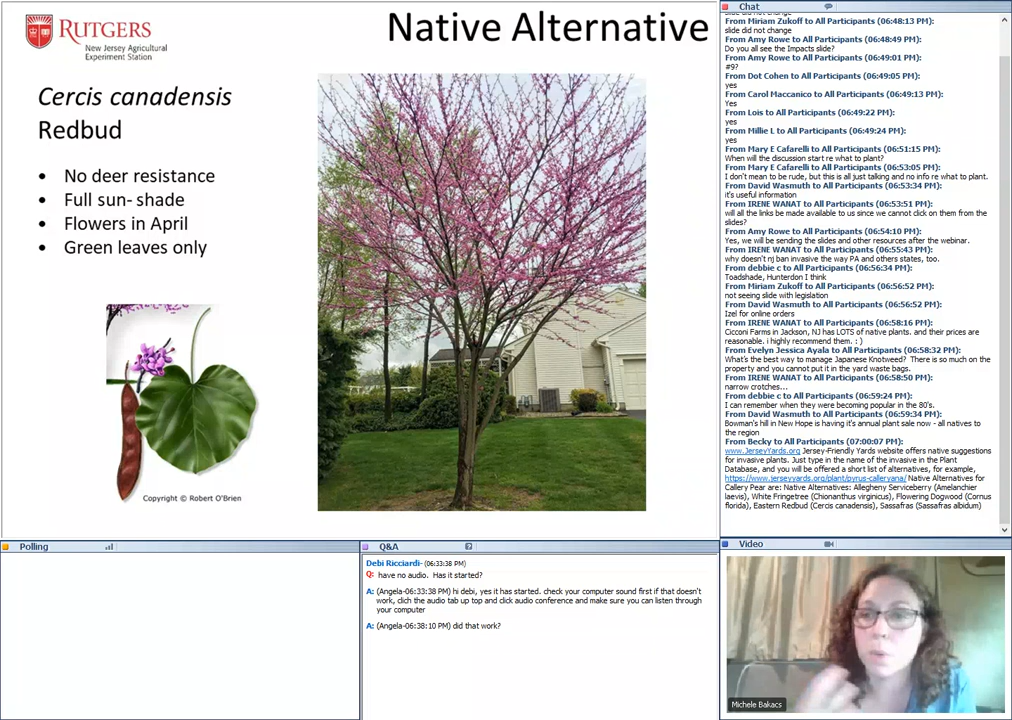 RUTGERS
New Jersey Agricultural
Experiment Station
Native Alternative
Cercis canadensis
Redbud
• No deer resistance
• Full sun- shade
• Flowers in April
• Green leaves only
Copyright © Robert O'Brien
Chat
From Miriam Zukoff to All Participants (06:48:13 PM):
slide did not change
From Amy Rowe to All Participants (06:48:49 PM):
Do you all see the Impacts slide?
From Amy Rowe to All Participants (06:49:01 PM):
#9?
From Dot Cohen to All Participants (06:49:05 PM):
yes
From Carol Maccanico to All Participants (06:49:13 PM):
Yes
From Lois to All Participants (06:49:22 PM):
yes
From Millie L to All Participants (06:49:24 PM):
yes
From Mary E Cafarelli to All Participants (06:51:15 PM):
When will the discussion start re what to plant?
From Mary E Cafarelli to All Participants (06:53:05 PM):
I don't mean to be rude, but this is all just talking and no info re what to plant.
From David Wasmuth to All Participants (06:53:34 PM):
it's useful information
From IRENE WANAT to All Participants (06:53:51 PM):
will all the links be made available to us since we cannot click on them from the
slides?
From Amy Rowe to All Participants (06:54:10 PM):
Yes, we will be sending the slides and other resources after the webinar.
From IRENE WANAT to All Participants (06:55:43 PM):
why doesn't nj ban invasive the way PA and others states, too.
From debbie c to All Participants (06:56:34 PM):
Toadshade, Hunterdon I think
From Miriam Zukoff to All Participants (06:56:52 PM):
not seeing slide with legislation
From David Wasmuth to All Participants (06:56:52 PM):
Izel for online orders
From IRENE WANAT to All Participants (06:58:16 PM):
Cicconi Farms in Jackson, NJ has LOTS of native plants. and their prices are
reasonable. i highly recommend them. : )
From Evelyn Jessica Ayala to All Participants (06:58:32 PM):
What's the best way to manage Japanese Knotweed? There is so much on the
property and you cannot put it in the yard waste bags.
From IRENE WANAT to All Participants (06:58:50 PM):
narrow crotches...
From debbie c to All Participants (06:59:24 PM):
I can remember when they were becoming popular in the 80's.
From David Wasmuth to All Participants (06:59:34 PM):
Bowman's hill in New Hope is having it's annual plant sale now - all natives to
the region
From Becky to All Participants (07:00:07 PM):
www.JerseyYards.org Jersey-Friendly Yards website offers native suggestions
for invasive plants. Just type in the name of the invasive in the Plant
Database, and you will be offered a short list of alternatives, for example,
https://www.jerseyyards.org/plant/pyrus-calleryana/ Native Alternatives for
Callery Pear are: Native Alternatives: Allegheny Serviceberry (Amelanchier
laevis), White Fringetree (Chionanthus virginicus), Flowering Dogwood (Cornus
florida), Eastern Redbud (Cercis canadensis), Sassafras (Sassafras albidum)
Polling
Q&A
Debi Ricciardi- (06:33:38 PM)
Q: have no audio. Has it started?
A: (Angela-06:33:38 PM) hi debi, yes it has started. check your computer sound first if that doesn't
work, clich the audio tab up top and click audio conference and make sure you can listen through
your computer
A: (Angela-06:38:10 PM) did that work?
Video
Michele Bakacs